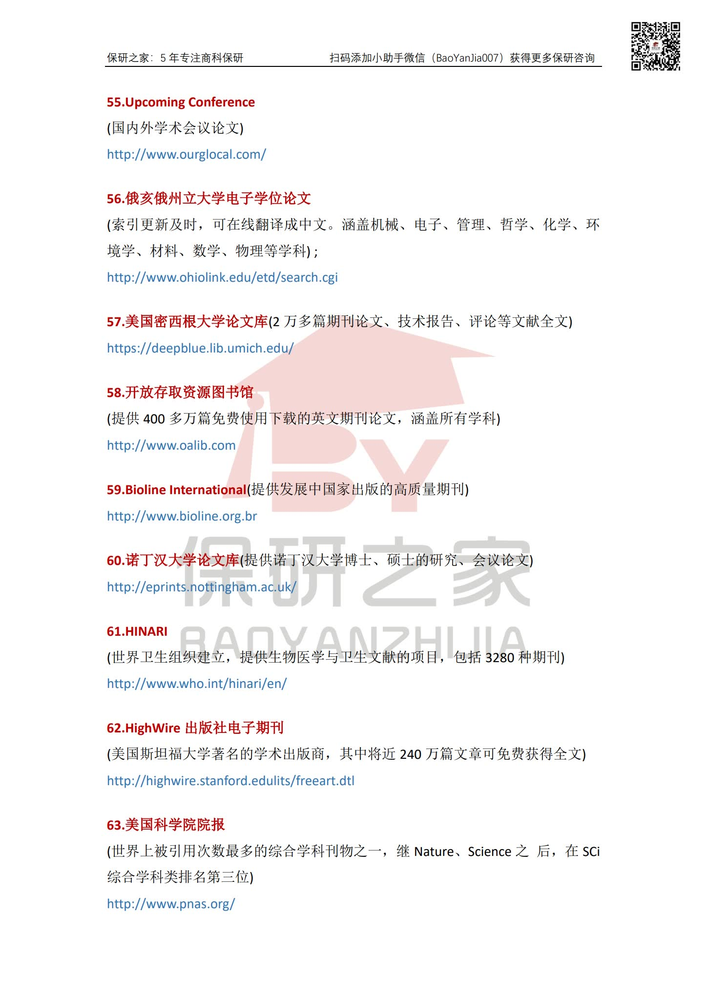 保研之家：5 年专注商科保研 扫码添加小助手微信（BaoYanJia007）获得更多保研咨询
55.Upcoming Conference
(国内外学术会议论文)
http://www.ourglocal.com/
56.俄亥俄州立大学电子学位论文
(索引更新及时，可在线翻译成中文。涵盖机械、电子、管理、哲学、化学、环
境学、材料、数学、物理等学科) ;
http://www.ohiolink.edu/etd/search.cgi
57.美国密西根大学论文库(2 万多篇期刊论文、技术报告、评论等文献全文)
https://deepblue.lib.umich.edu/
58.开放存取资源图书馆
(提供 400 多万篇免费使用下载的英文期刊论文，涵盖所有学科)
http://www.oalib.com
59.Bioline International(提供发展中国家出版的高质量期刊)
http://www.bioline.org.br
60.诺丁汉大学论文库(提供诺丁汉大学博士、硕士的研究、会议论文)
http://eprints.nottingham.ac.uk/
61.HINARI
(世界卫生组织建立，提供生物医学与卫生文献的项目，包括 3280 种期刊)
http://www.who.int/hinari/en/
62.HighWire 出版社电子期刊
(美国斯坦福大学著名的学术出版商，其中将近 240 万篇文章可免费获得全文)
http://highwire.stanford.edulits/freeart.dtl
63.美国科学院院报
(世界上被引用次数最多的综合学科刊物之一，继 Nature、Science 之 后，在 SCi
综合学科类排名第三位)
http://www.pnas.org/
BY
保研之家
BAOYANZHIJIA